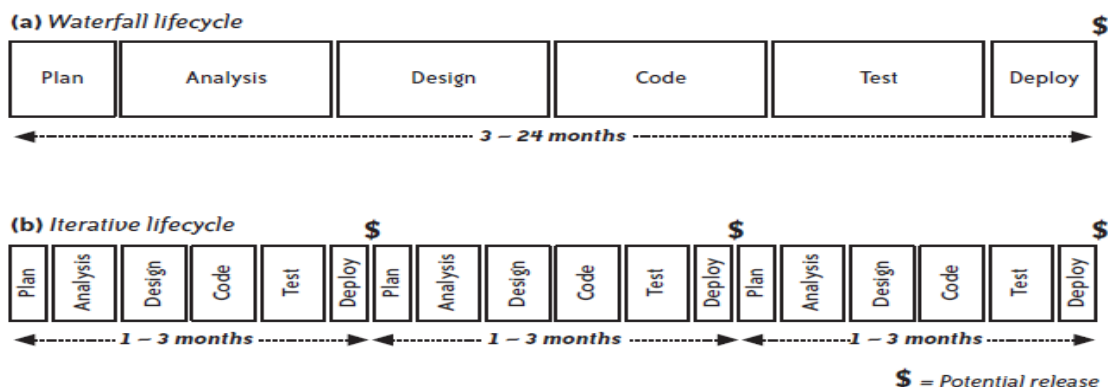 (a) Waterfall lifecycle
$
Plan Analysis Design Code Test Deploy
3 – 24 months
(b) Iterative lifecycle
$ $ $
Plan Analysis Design Code Test Deploy Plan Analysis Design Code Test Deploy Plan Analysis Design Code Test Deploy
1 – 3 months 1 – 3 months 1 – 3 months
$ = Potential release